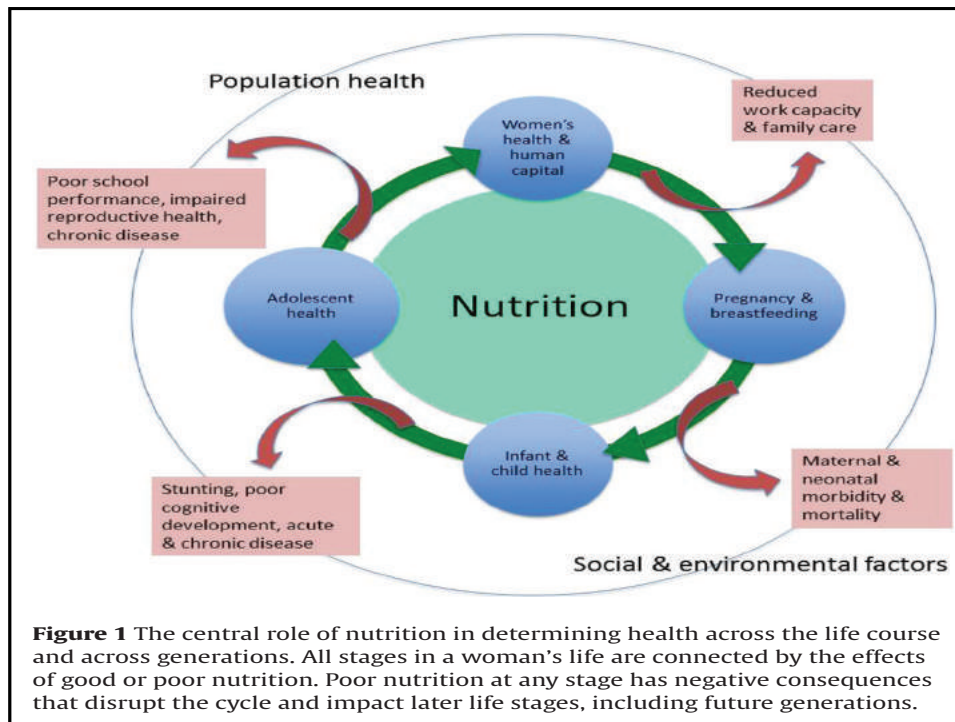 Population health
Reduced
work capacity
& family care
Women's
health &
human
capital
Poor school
performance, impaired
reproductive health,
chronic disease
Adolescent
health
Nutrition
Pregnancy &
breastfeeding
Infant &
child health
Stunting, poor
cognitive
development, acute
& chronic disease
Maternal &
neonatal
morbidity &
mortality
Social & environmental factors
Figure 1 The central role of nutrition in determining health across the life course
and across generations. All stages in a woman's life are connected by the effects
of good or poor nutrition. Poor nutrition at any stage has negative consequences
that disrupt the cycle and impact later life stages, including future generations.